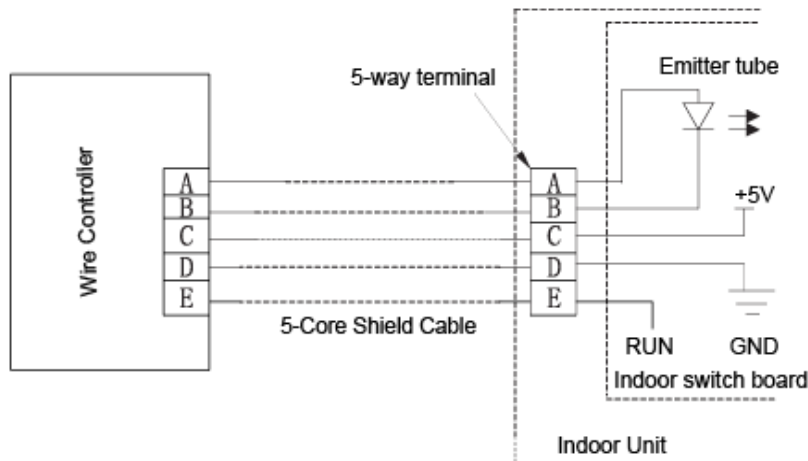 5-way terminal
Emitter tube
Wire Controller
A
B
C
D
E
A
B
C
D
E
+5V
5-Core Shield Cable
RUN
GND
Indoor switch board
Indoor Unit